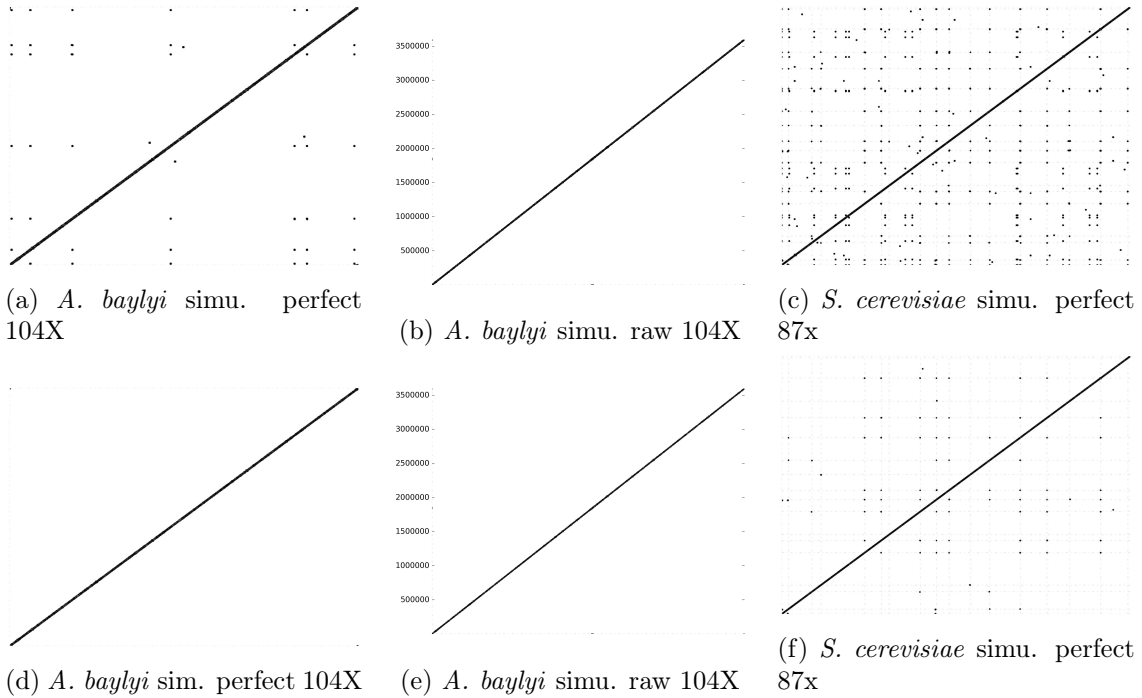 3500000
3000000
2500000
2000000
1500000
1000000
500000
(a) A. baylyi simu. perfect
104X
(b) A. baylyi simu. raw 104X
(c) S. cerevisiae simu. perfect
87x
3500000
3000000
2500000
2000000
1500000
1000000
500000
(d) A. baylyi sim. perfect 104X
(e) A. baylyi simu. raw 104X
(f) S. cerevisiae simu. perfect
87x